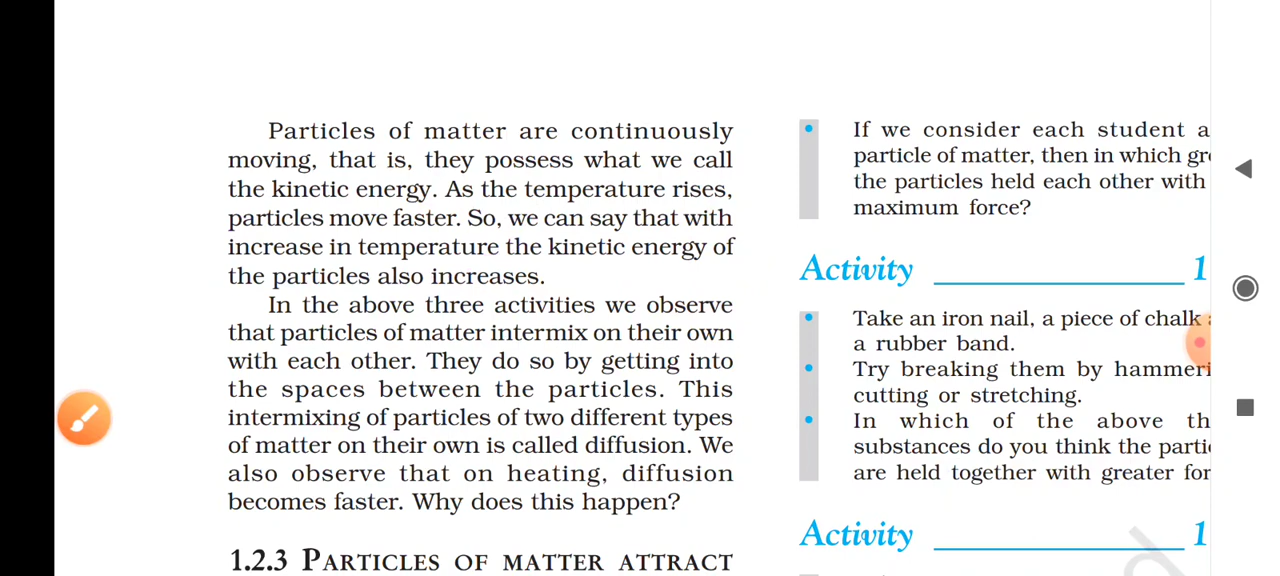 Particles of matter are continuously
moving, that is, they possess what we call
the kinetic energy. As the temperature rises,
particles move faster. So, we can say that with
increase in temperature the kinetic energy of
the particles also increases.
In the above three activities we observe
that particles of matter intermix on their own
with each other. They do so by getting into
the spaces between the particles. This
intermixing of particles of two different types
of matter on their own is called diffusion. We
also observe that on heating, diffusion
becomes faster. Why does this happen?
1.2.3 PARTICLES OF MATTER ATTRACT
If we consider each student a
particle of matter, then in which gr
the particles held each other with
maximum force?
Activity 1
Take an iron nail, a piece of chalk
a rubber band.
Try breaking them by hammeri
cutting or stretching.
In which of the above th
substances do you think the parti
are held together with greater for
Activity 1